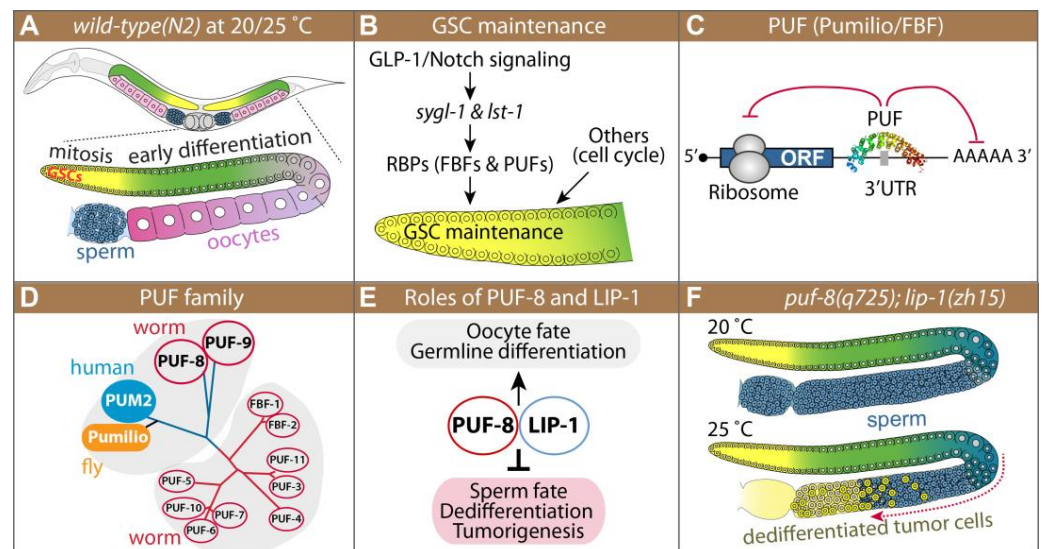 A wild-type(N2) at 20/25 ˚C
mitosis early differentiation
GSCs
sperm
oocytes
B GSC maintenance
GLP-1/Notch signaling
sygl-1 & lst-1
RBPs (FBFs & PUFs)
Others
(cell cycle)
GSC maintenance
C PUF (Pumilio/FBF)
PUF
5′ ORF AAAAA 3′
Ribosome
3′UTR
D PUF family
worm
PUF-9
PUF-8
human
PUM2
Pumilio
fly
FBF-1
FBF-2
PUF-11
PUF-3
PUF-4
PUF-5
PUF-10
PUF-7
PUF-6
worm
E Roles of PUF-8 and LIP-1
Oocyte fate
Germline differentiation
PUF-8 LIP-1
Sperm fate
Dedifferentiation
Tumorigenesis
F puf-8(q725); lip-1(zh15)
20 ˚C
sperm
25 ˚C
dedifferentiated tumor cells